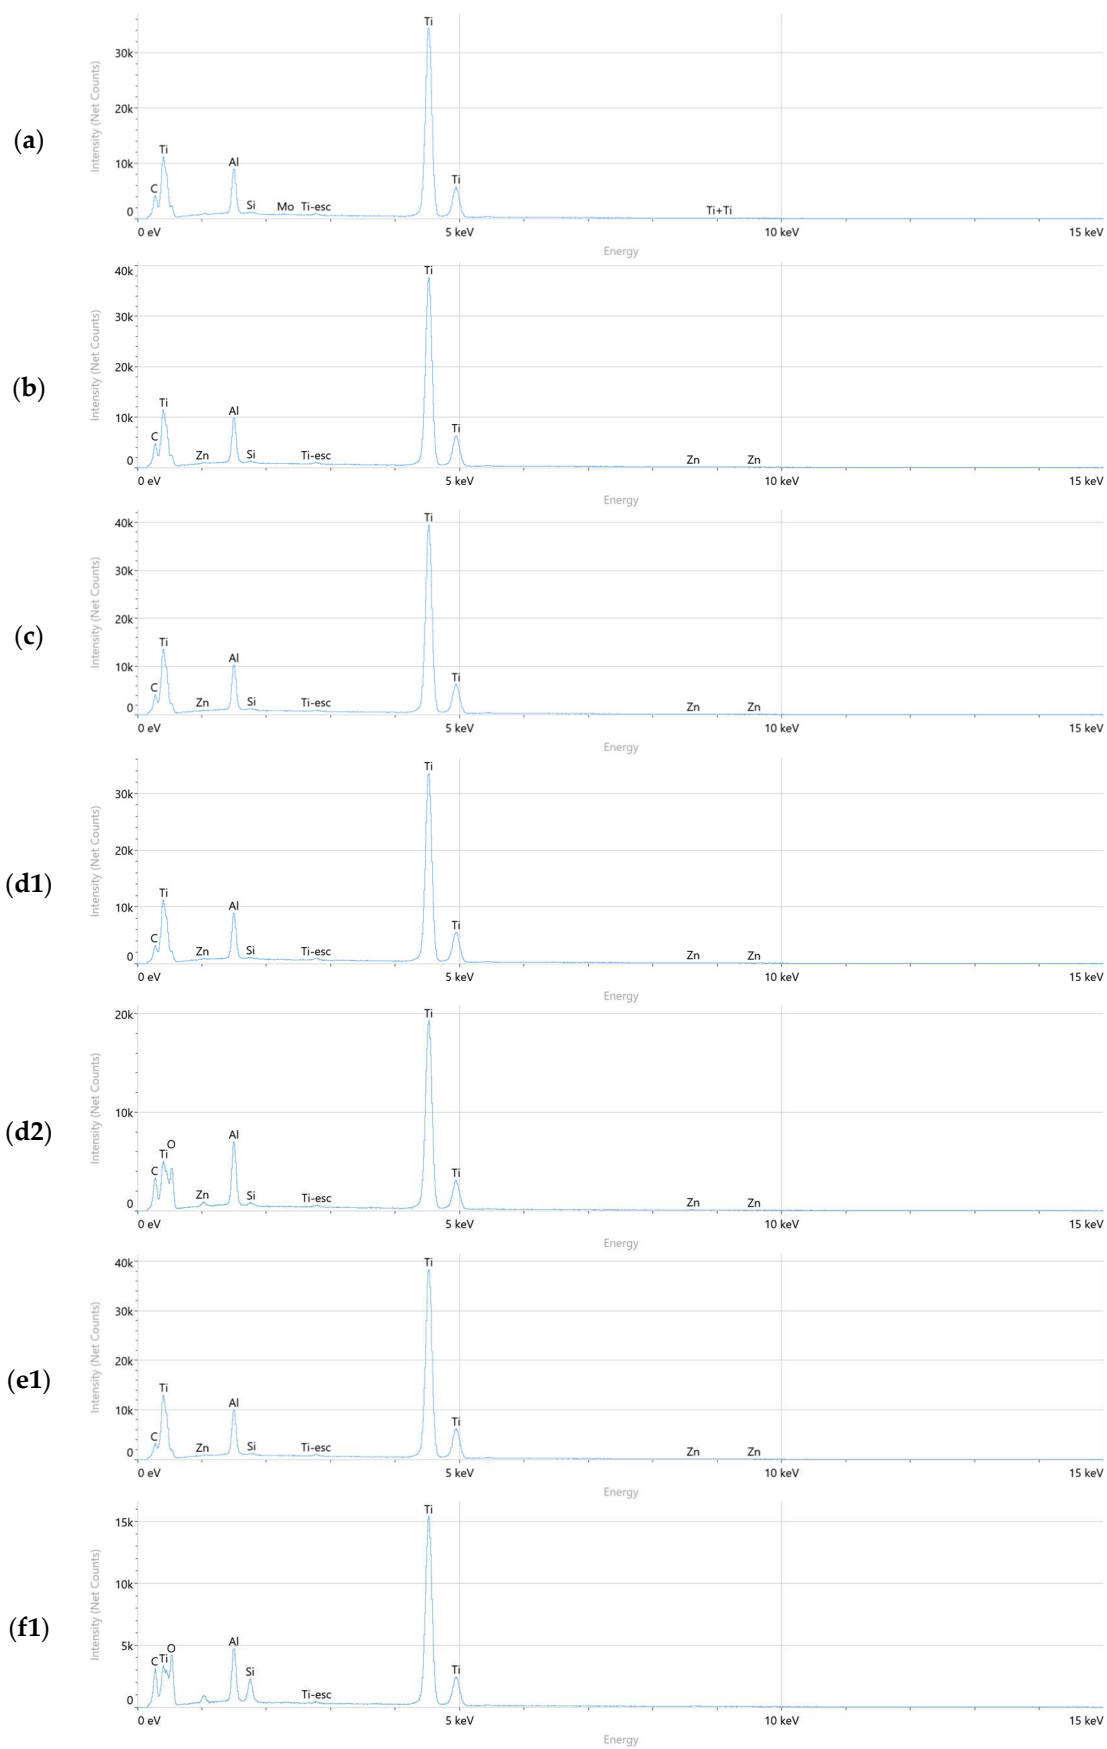 (a)
Intensity (Net Counts)
30k
20k
10k
0
C
Ti
Al
Si
Mo
Ti-esc
Ti
Ti
Ti+Ti
0 eV
5 keV
10 keV
15 keV
Energy
(b)
Intensity (Net Counts)
40k
30k
20k
10k
0
C
Ti
Zn
Al
Si
Ti-esc
Ti
Ti
Zn
Zn
0 eV
5 keV
10 keV
15 keV
Energy
(c)
Intensity (Net Counts)
40k
30k
20k
10k
0
C
Ti
Zn
Al
Si
Ti-esc
Ti
Ti
Zn
Zn
0 eV
5 keV
10 keV
15 keV
Energy
(d1)
Intensity (Net Counts)
30k
20k
10k
0
C
Ti
Zn
Al
Si
Ti-esc
Ti
Ti
Zn
Zn
0 eV
5 keV
10 keV
15 keV
Energy
(d2)
Intensity (Net Counts)
20k
10k
0
C
Ti
O
Zn
Al
Si
Ti-esc
Ti
Ti
Zn
Zn
0 eV
5 keV
10 keV
15 keV
Energy
(e1)
Intensity (Net Counts)
40k
30k
20k
10k
0
C
Ti
Zn
Al
Si
Ti-esc
Ti
Ti
Zn
Zn
0 eV
5 keV
10 keV
15 keV
Energy
(f1)
Intensity (Net Counts)
15k
10k
5k
0
C
Ti
O
Al
Si
Ti-esc
Ti
Ti
0 eV
5 keV
10 keV
15 keV
Energy